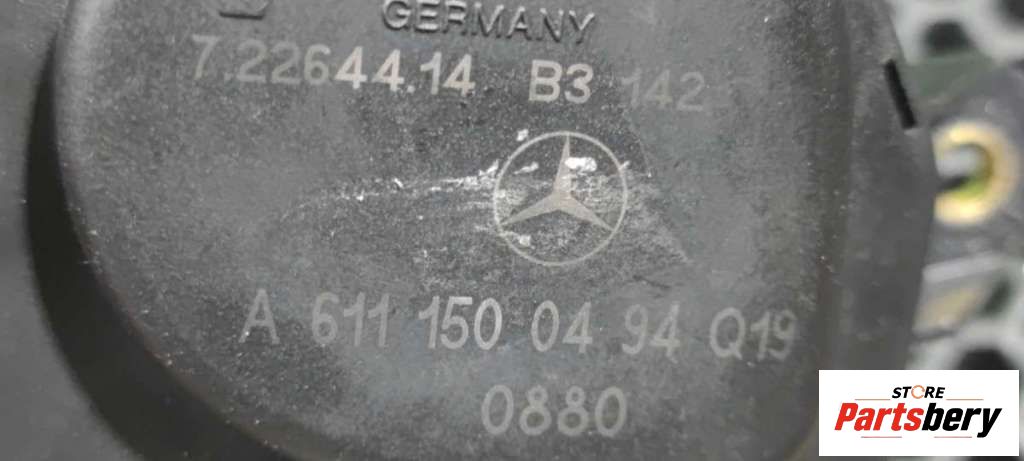 GERMANY
7.22644.14 B3 142
A 611 150 04 94 Q19
0880
STORE
Partsbery